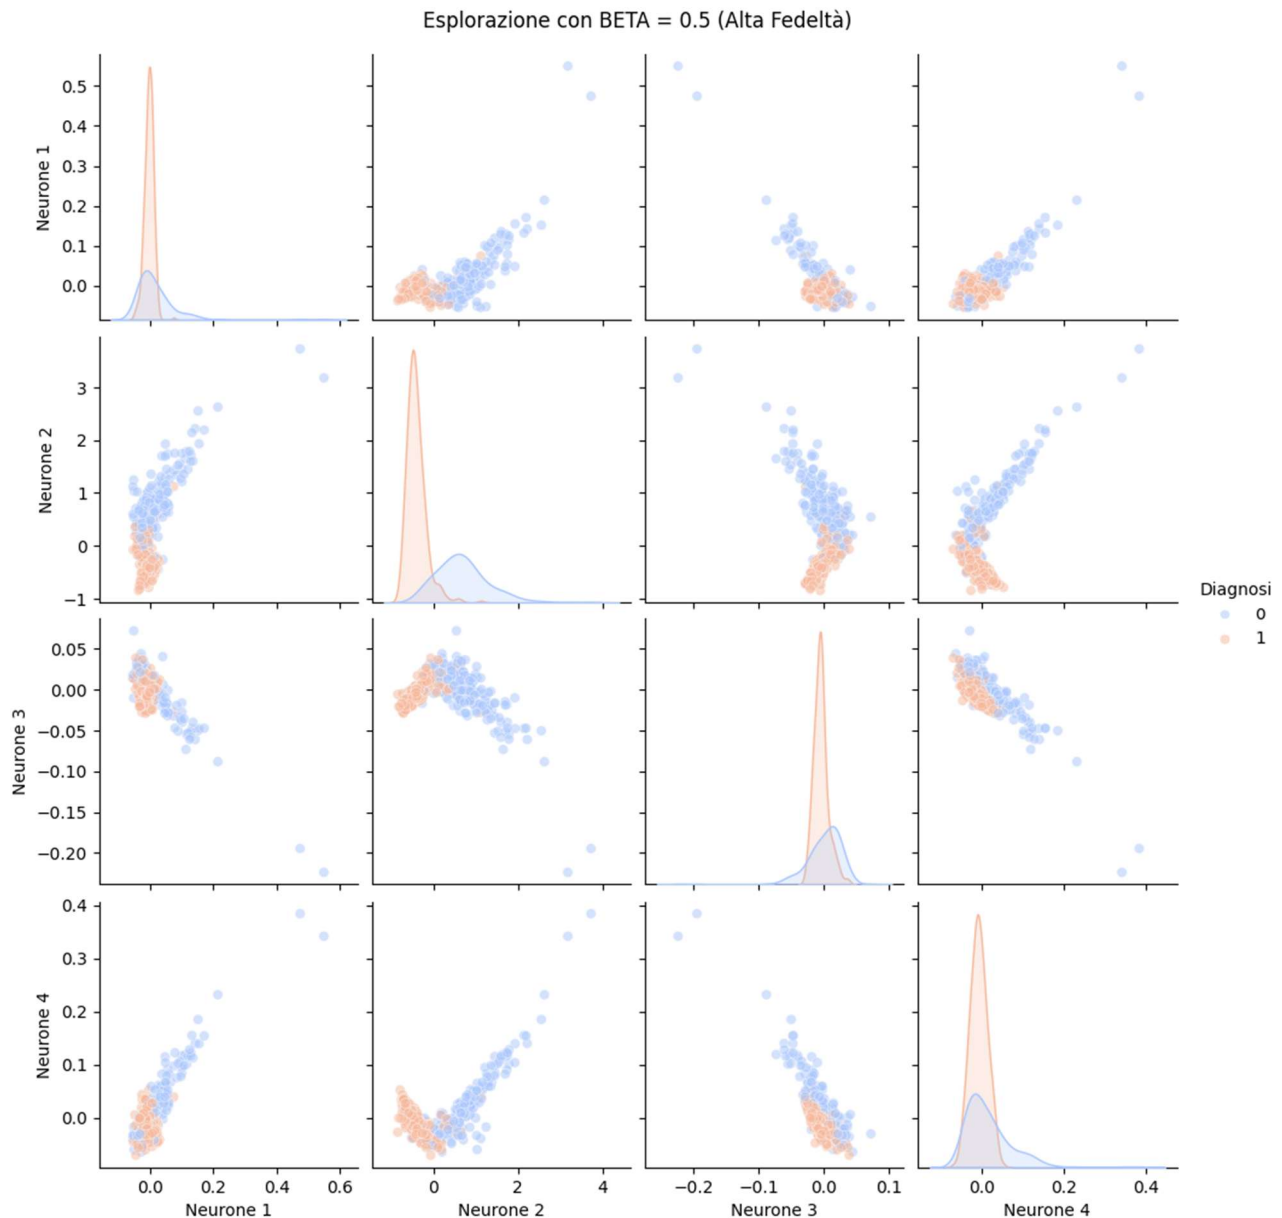 Esplorazione con BETA = 0.5 (Alta Fedeltà)
Neurone 1
0.5
0.4
0.3
0.2
0.1
0.0
Neurone 2
3
2
1
0
−1
Diagnosi
0
1
Neurone 3
0.05
0.00
−0.05
−0.10
−0.15
−0.20
Neurone 4
0.4
0.3
0.2
0.1
0.0
0.0 0.2 0.4 0.6
0 2 4
−0.2 −0.1 0.0 0.1
0.0 0.2 0.4
Neurone 1
Neurone 2
Neurone 3
Neurone 4